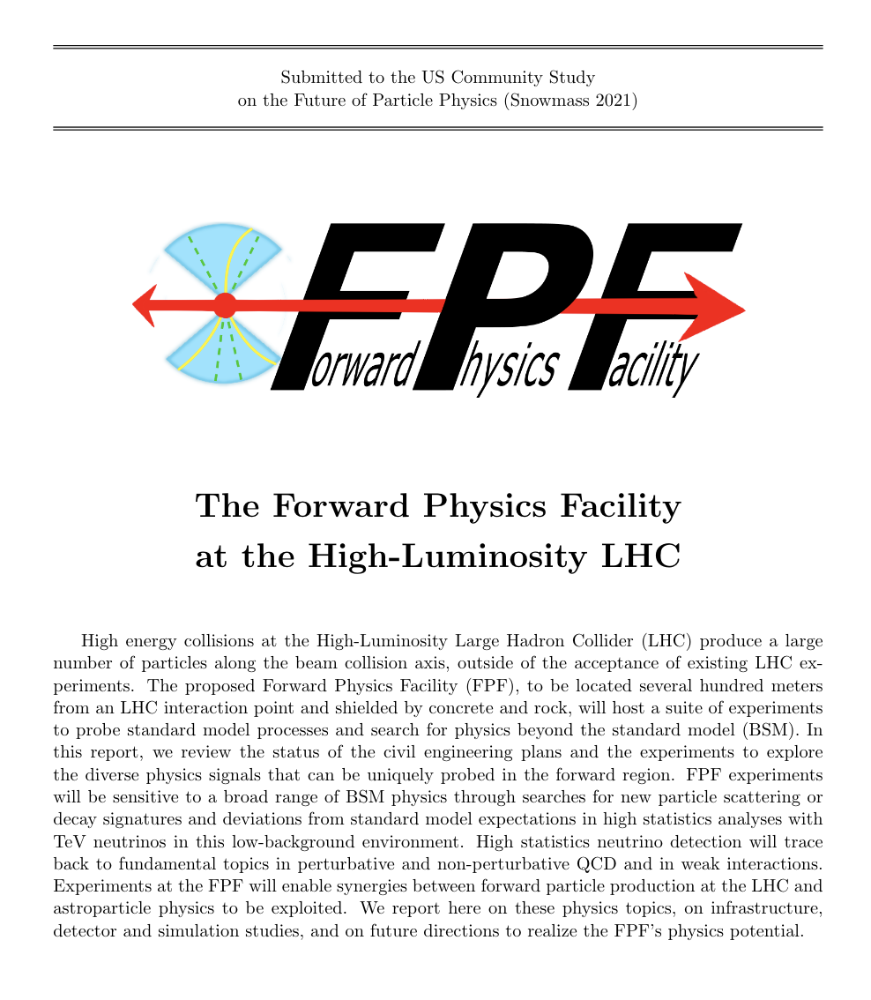 Submitted to the US Community Study
on the Future of Particle Physics (Snowmass 2021)
FPF
Forward Physics Facility
The Forward Physics Facility
at the High-Luminosity LHC
High energy collisions at the High-Luminosity Large Hadron Collider (LHC) produce a large
number of particles along the beam collision axis, outside of the acceptance of existing LHC ex-
periments. The proposed Forward Physics Facility (FPF), to be located several hundred meters
from an LHC interaction point and shielded by concrete and rock, will host a suite of experiments
to probe standard model processes and search for physics beyond the standard model (BSM). In
this report, we review the status of the civil engineering plans and the experiments to explore
the diverse physics signals that can be uniquely probed in the forward region. FPF experiments
will be sensitive to a broad range of BSM physics through searches for new particle scattering or
decay signatures and deviations from standard model expectations in high statistics analyses with
TeV neutrinos in this low-background environment. High statistics neutrino detection will trace
back to fundamental topics in perturbative and non-perturbative QCD and in weak interactions.
Experiments at the FPF will enable synergies between forward particle production at the LHC and
astroparticle physics to be exploited. We report here on these physics topics, on infrastructure,
detector and simulation studies, and on future directions to realize the FPF's physics potential.